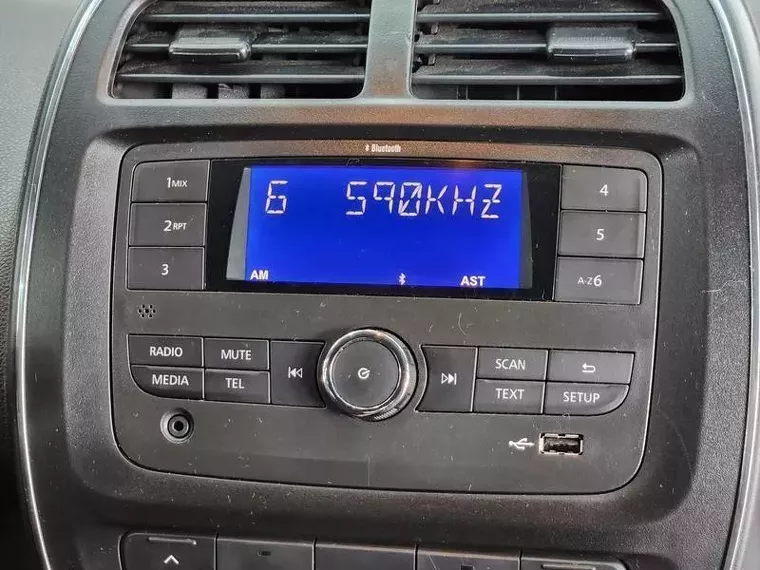 Bluetooth
1MIX
2RPT
3
6 590KHZ
AM AST
4
5
A-Z6
RADIO
MEDIA
MUTE
TEL
SCAN
TEXT
SETUP